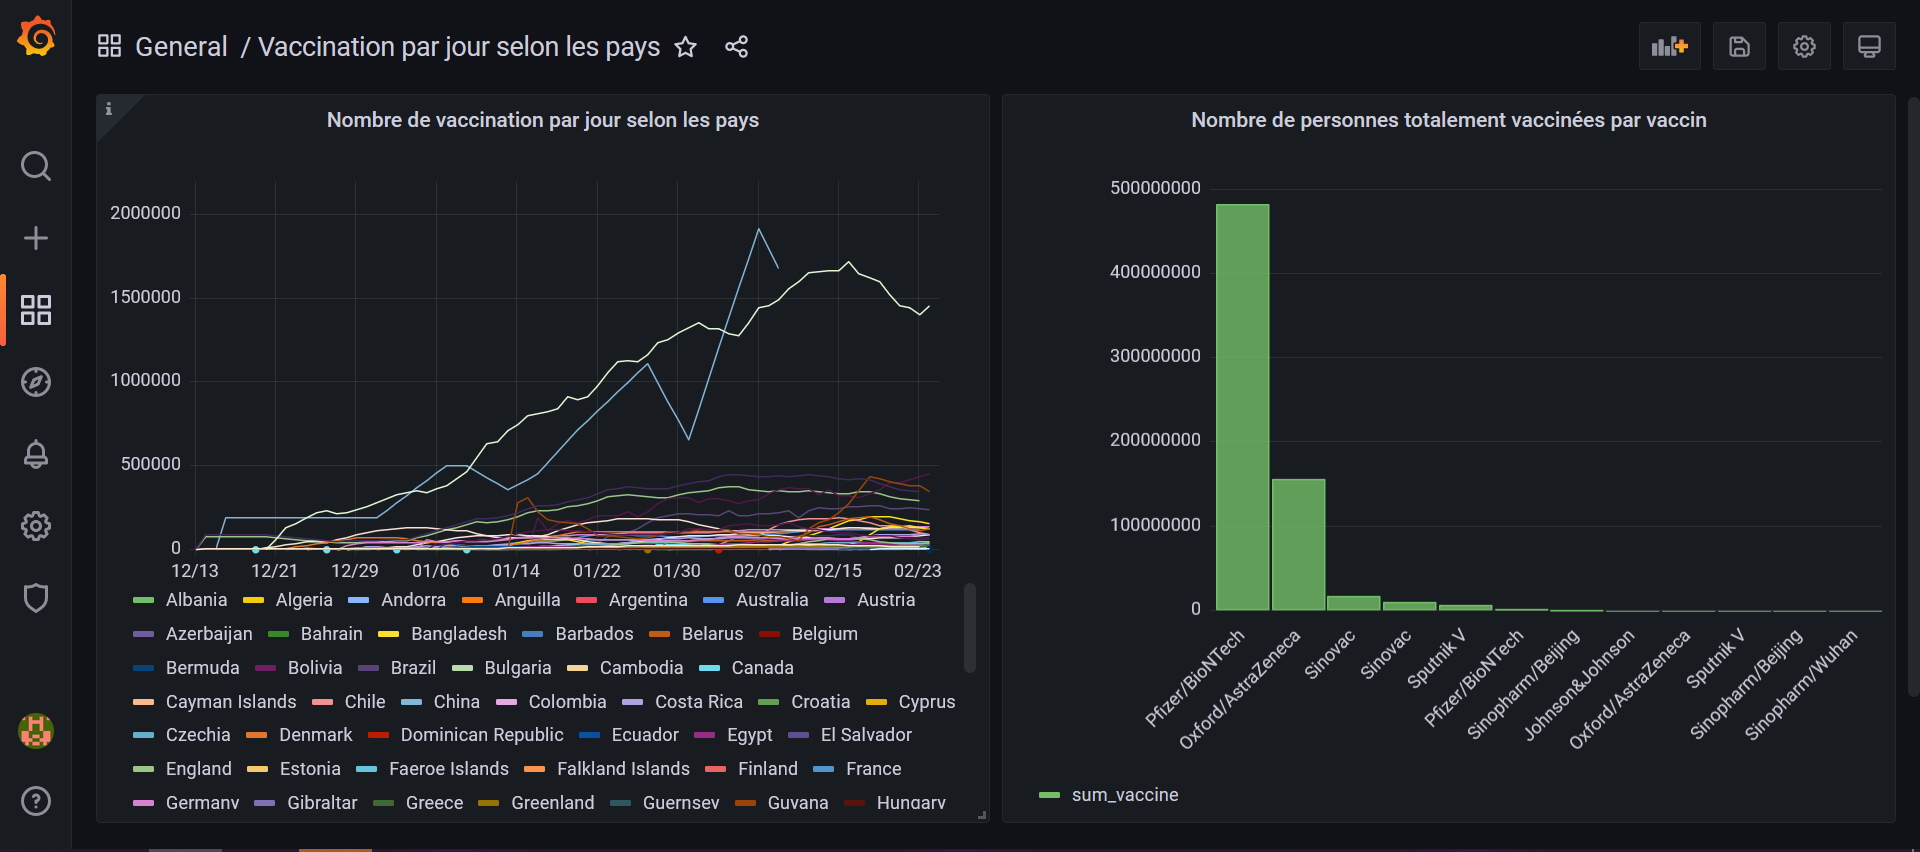 General / Vaccination par jour selon les pays
Nombre de vaccination par jour selon les pays
2000000
1500000
1000000
500000
0
12/13 12/21 12/29 01/06 01/14 01/22 01/30 02/07 02/15 02/23
Albania Algeria Andorra Anguilla Argentina Australia Austria
Azerbaijan Bahrain Bangladesh Barbados Belarus Belgium
Bermuda Bolivia Brazil Bulgaria Cambodia Canada
Cayman Islands Chile China Colombia Costa Rica Croatia Cyprus
Czechia Denmark Dominican Republic Ecuador Egypt El Salvador
England Estonia Faeroe Islands Falkland Islands Finland France
Germany Gibraltar Greece Greenland Guernsey Guyana Hungary
Nombre de personnes totalement vaccinées par vaccin
500000000
400000000
300000000
200000000
100000000
0
Pfizer/BioNTech
Oxford/AstraZeneca
Sinovac
Sinovac
Sputnik V
Pfizer/BioNTech
Sinopharm/Beijing
Johnson&Johnson
Oxford/AstraZeneca
Sputnik V
Sinopharm/Beijing
Sinopharm/Wuhan
sum_vaccine